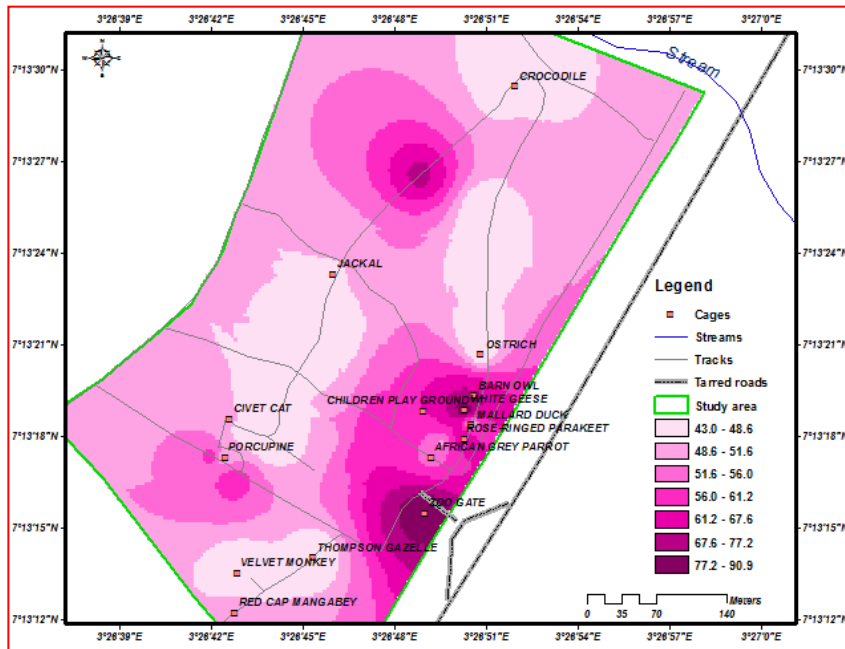 3°26'39"E 3°26'42"E 3°26'45"E 3°26'48"E 3°26'51"E 3°26'54"E 3°26'57"E 3°27'0"E
Stream
7°13'30"N 7°13'30"N
CROCODILE
7°13'27"N 7°13'27"N
7°13'24"N 7°13'24"N
JACKAL
Legend
Cages
Streams
Tracks
Tarred roads
Study area
43.0 - 48.6
48.6 - 51.6
51.6 - 56.0
56.0 - 61.2
61.2 - 67.6
67.6 - 77.2
77.2 - 90.9
7°13'21"N 7°13'21"N
OSTRICH
BARN OWL
CHILDREN PLAY GROUND
WHITE GEESE
CIVET CAT
MALLARD DUCK
7°13'18"N 7°13'18"N
ROSE-RINGED PARAKEET
PORCUPINE
AFRICAN GREY PARROT
ZOO GATE
7°13'15"N 7°13'15"N
THOMPSON GAZELLE
VELVET MONKEY
RED CAP MANGABEY
0 35 70 140
Meters
7°13'12"N 7°13'12"N
3°26'39"E 3°26'42"E 3°26'45"E 3°26'48"E 3°26'51"E 3°26'54"E 3°26'57"E 3°27'0"E